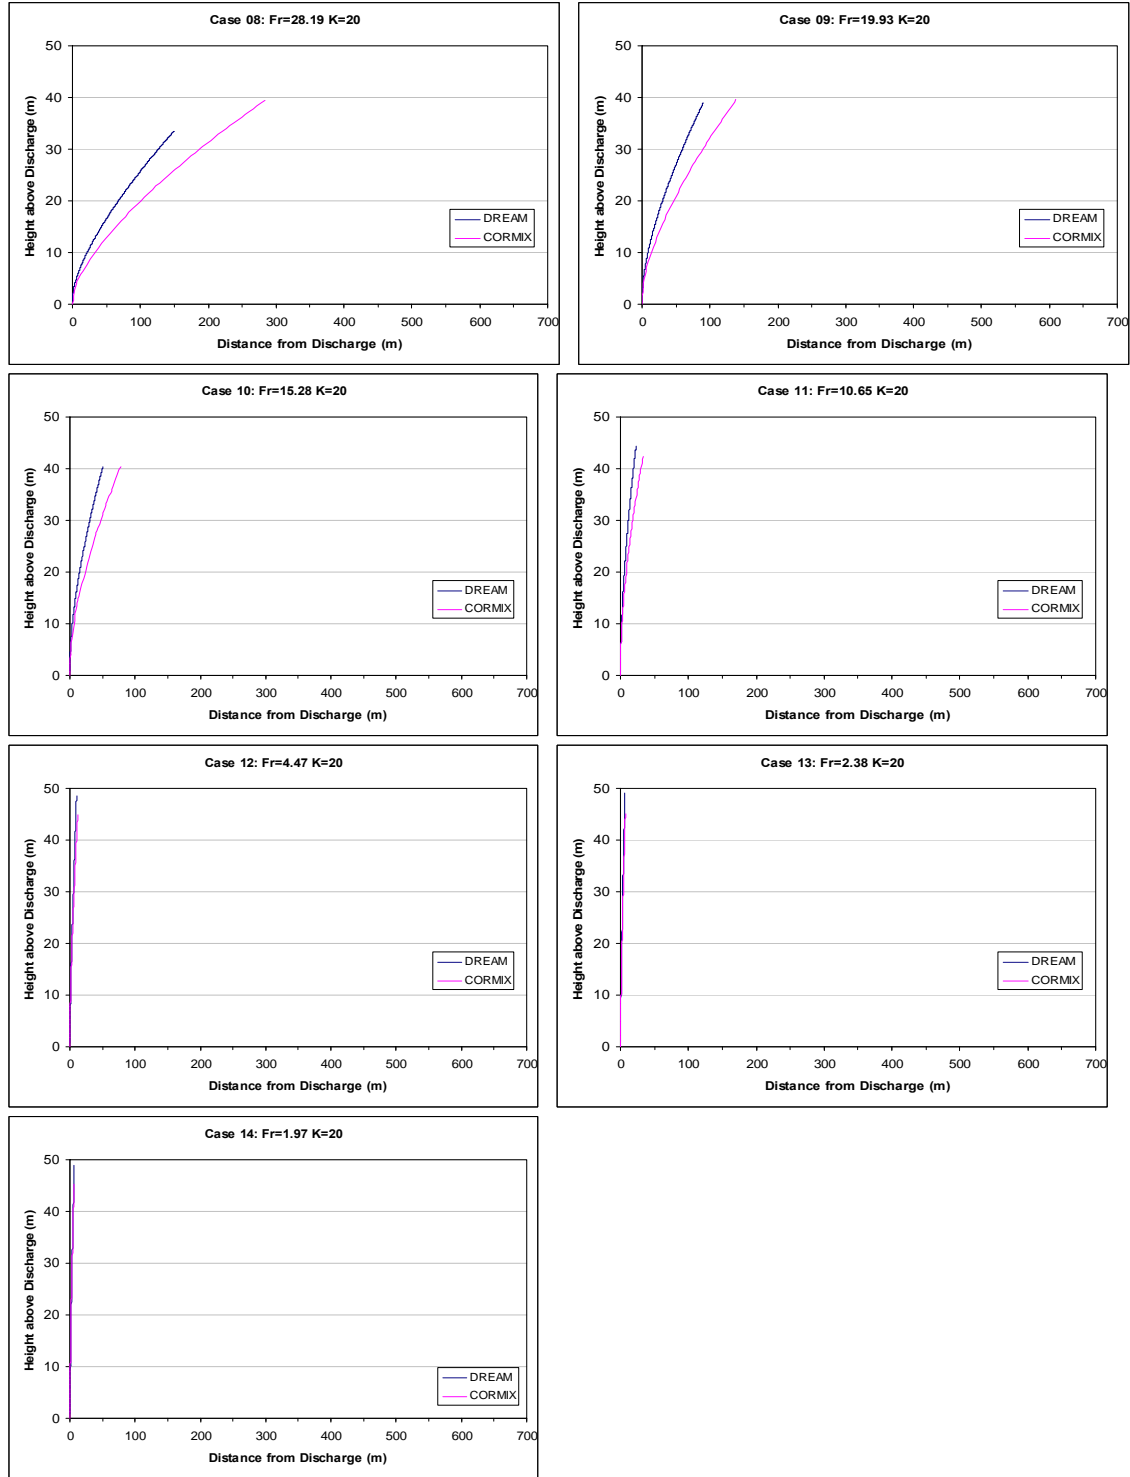 Case 08: Fr=28.19 K=20
50
40
30
20
10
0
Height above Discharge (m)
DREAM
CORMIX
0 100 200 300 400 500 600 700
Distance from Discharge (m)
Case 09: Fr=19.93 K=20
50
40
30
20
10
0
Height above Discharge (m)
DREAM
CORMIX
0 100 200 300 400 500 600 700
Distance from Discharge (m)
Case 10: Fr=15.28 K=20
50
40
30
20
10
0
Height above Discharge (m)
DREAM
CORMIX
0 100 200 300 400 500 600 700
Distance from Discharge (m)
Case 11: Fr=10.65 K=20
50
40
30
20
10
0
Height above Discharge (m)
DREAM
CORMIX
0 100 200 300 400 500 600 700
Distance from Discharge (m)
Case 12: Fr=4.47 K=20
50
40
30
20
10
0
Height above Discharge (m)
DREAM
CORMIX
0 100 200 300 400 500 600 700
Distance from Discharge (m)
Case 13: Fr=2.38 K=20
50
40
30
20
10
0
Height above Discharge (m)
DREAM
CORMIX
0 100 200 300 400 500 600 700
Distance from Discharge (m)
Case 14: Fr=1.97 K=20
50
40
30
20
10
0
Height above Discharge (m)
DREAM
CORMIX
0 100 200 300 400 500 600 700
Distance from Discharge (m)